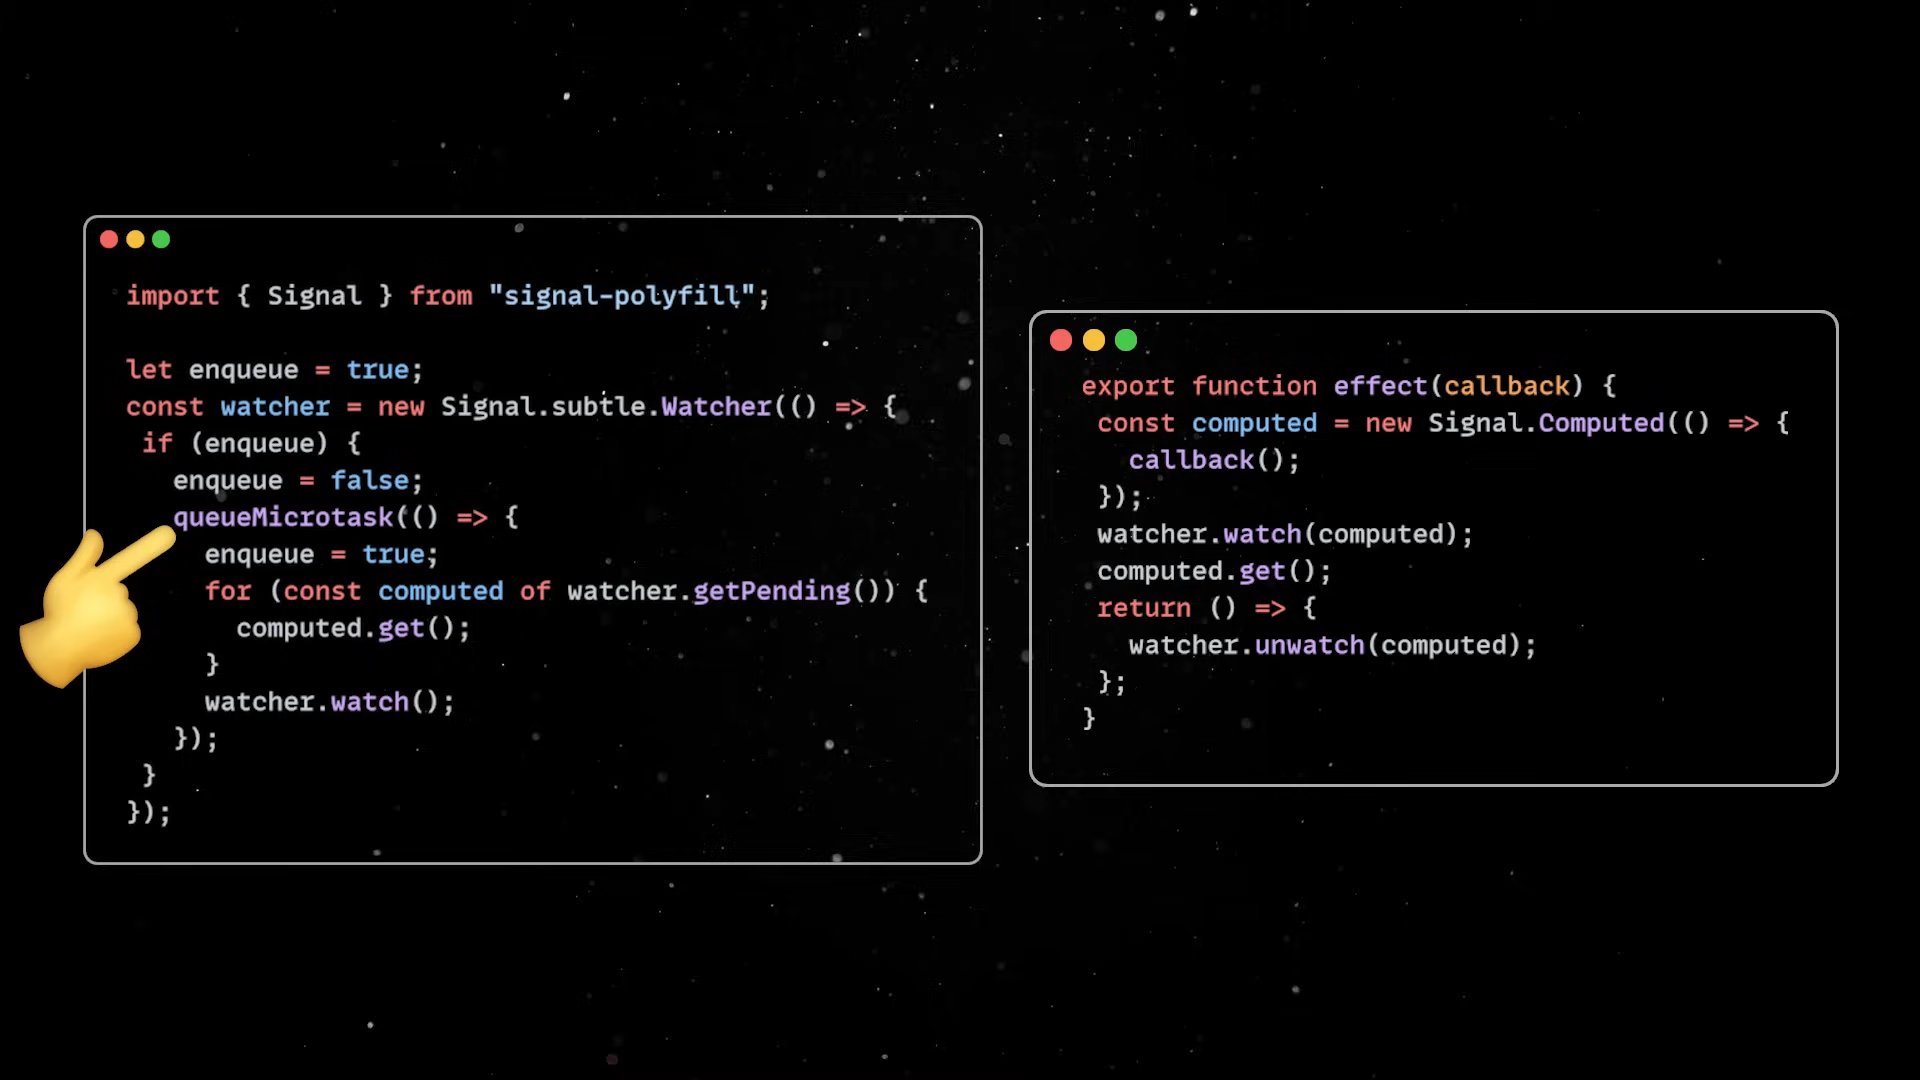 import { Signal } from "signal-polyfill";
let enqueue = true;
const watcher = new Signal.subtle.Watcher(() => {
if (enqueue) {
enqueue = false;
queueMicrotask(() => {
enqueue = true;
for (const computed of watcher.getPending()) {
computed.get();
}
watcher.watch();
});
}
});
export function effect(callback) {
const computed = new Signal.Computed(() => {
callback();
});
watcher.watch(computed);
computed.get();
return () => {
watcher.unwatch(computed);
};
}